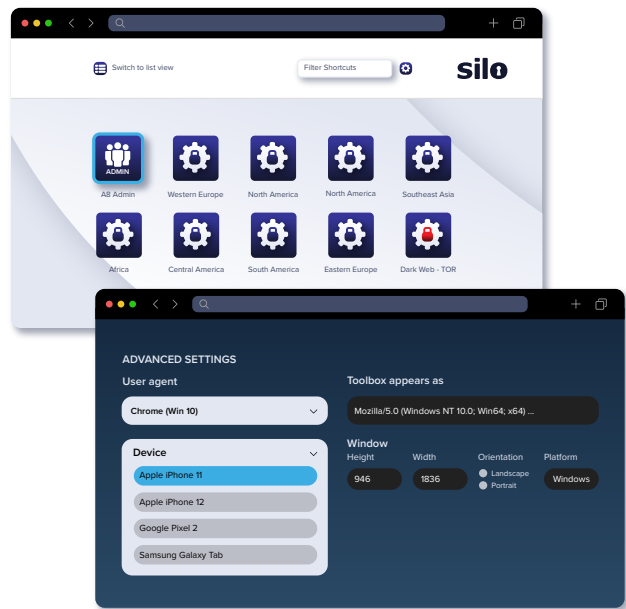 Switch to list view
Filter Shortcuts
silo
ADMIN
A8 Admin
Western Europe
North America
North America
Southeast Asia
Africa
Central America
South America
Eastern Europe
Dark Web - TOR
ADVANCED SETTINGS
User agent
Toolbox appears as
Chrome (Win 10)
Mozilla/5.0 (Windows NT 10.0; Win64; x64) ...
Device
Window
Height
Width
Orientation
Platform
Apple iPhone 11
946
1836
Landscape
Portrait
Windows
Apple iPhone 12
Google Pixel 2
Samsung Galaxy Tab